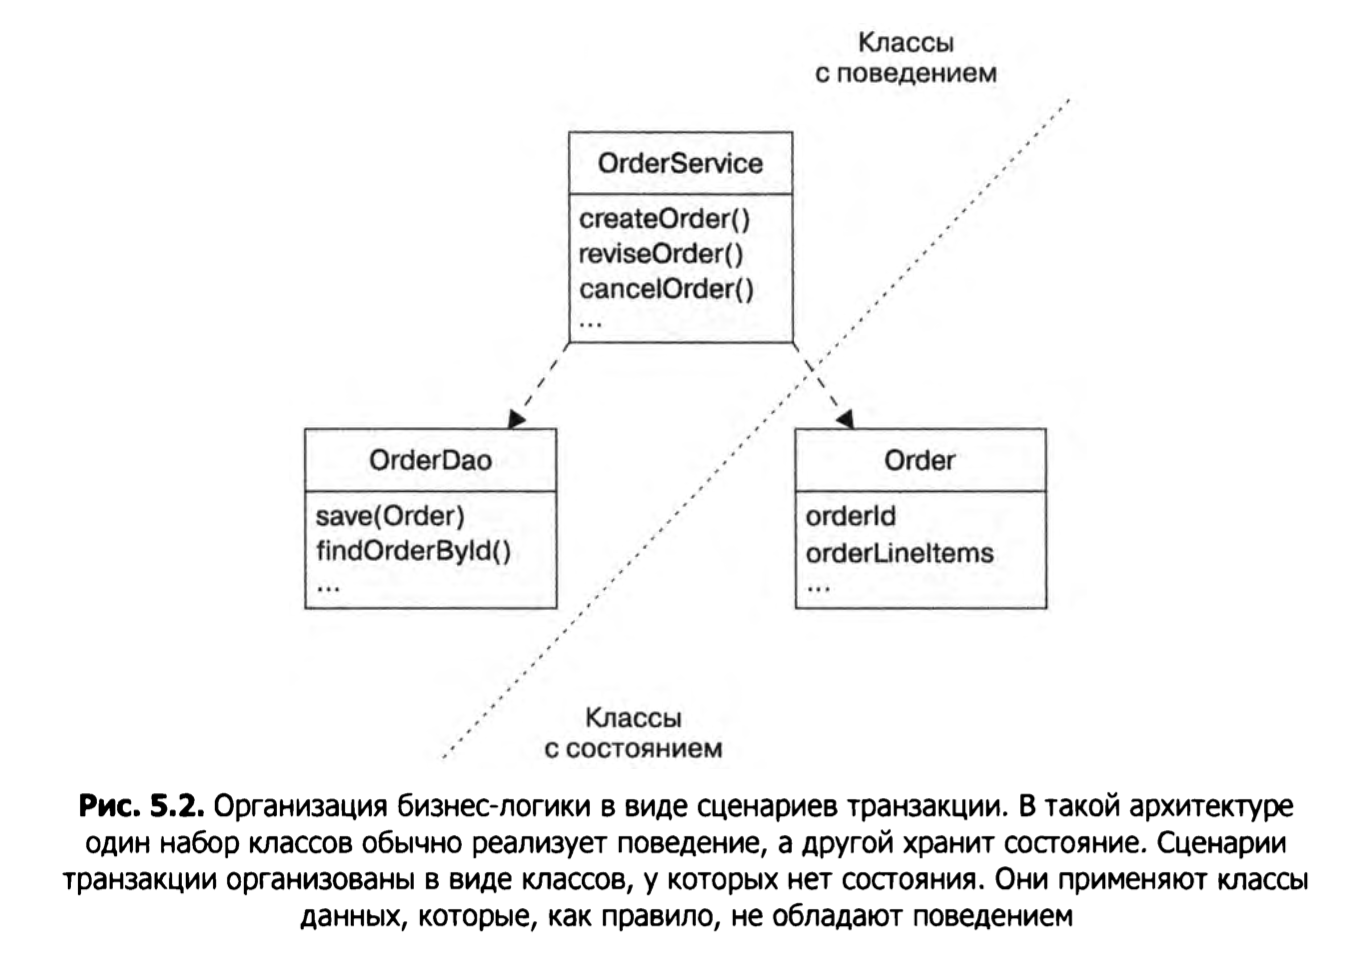 Классы
с поведением
OrderService
createOrder()
reviseOrder()
cancelOrder()
...
OrderDao
save(Order)
findOrderById()
...
Order
orderId
orderLineItems
...
Классы
с состоянием
Рис. 5.2. Организация бизнес-логики в виде сценариев транзакции. В такой архитектуре
один набор классов обычно реализует поведение, а другой хранит состояние. Сценарии
транзакции организованы в виде классов, у которых нет состояния. Они применяют классы
данных, которые, как правило, не обладают поведением